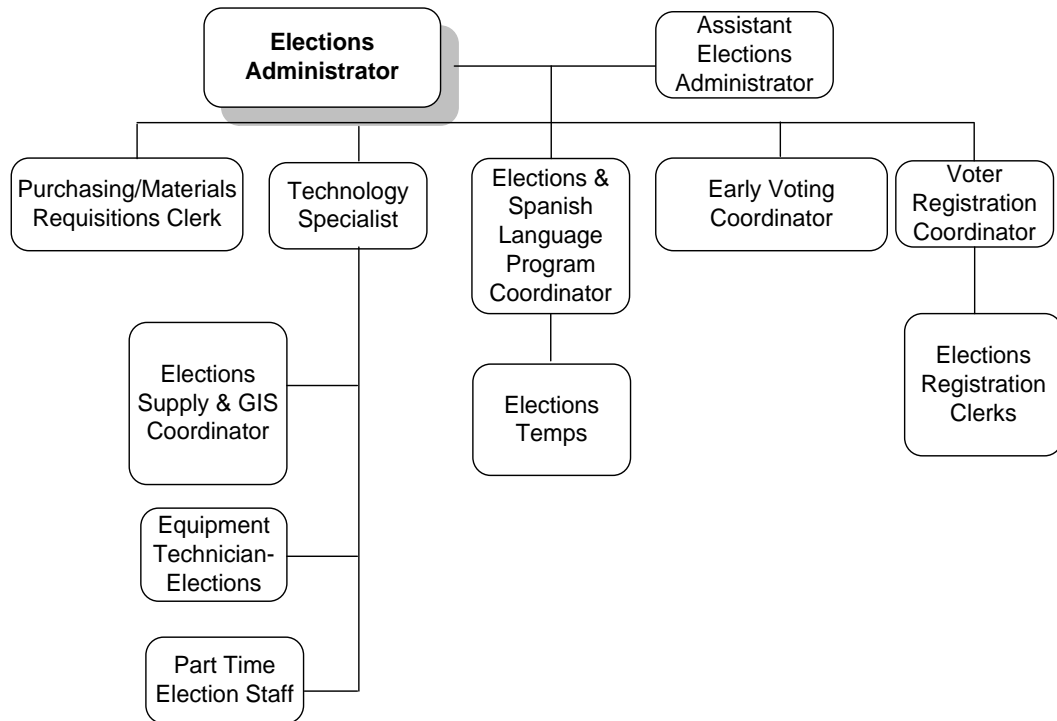 Elections
Administrator
Assistant
Elections
Administrator
Purchasing/Materials
Requisitions Clerk
Technology
Specialist
Elections &
Spanish
Language
Program
Coordinator
Early Voting
Coordinator
Voter
Registration
Coordinator
Elections
Supply & GIS
Coordinator
Elections
Temps
Elections
Registration
Clerks
Equipment
Technician-
Elections
Part Time
Election Staff